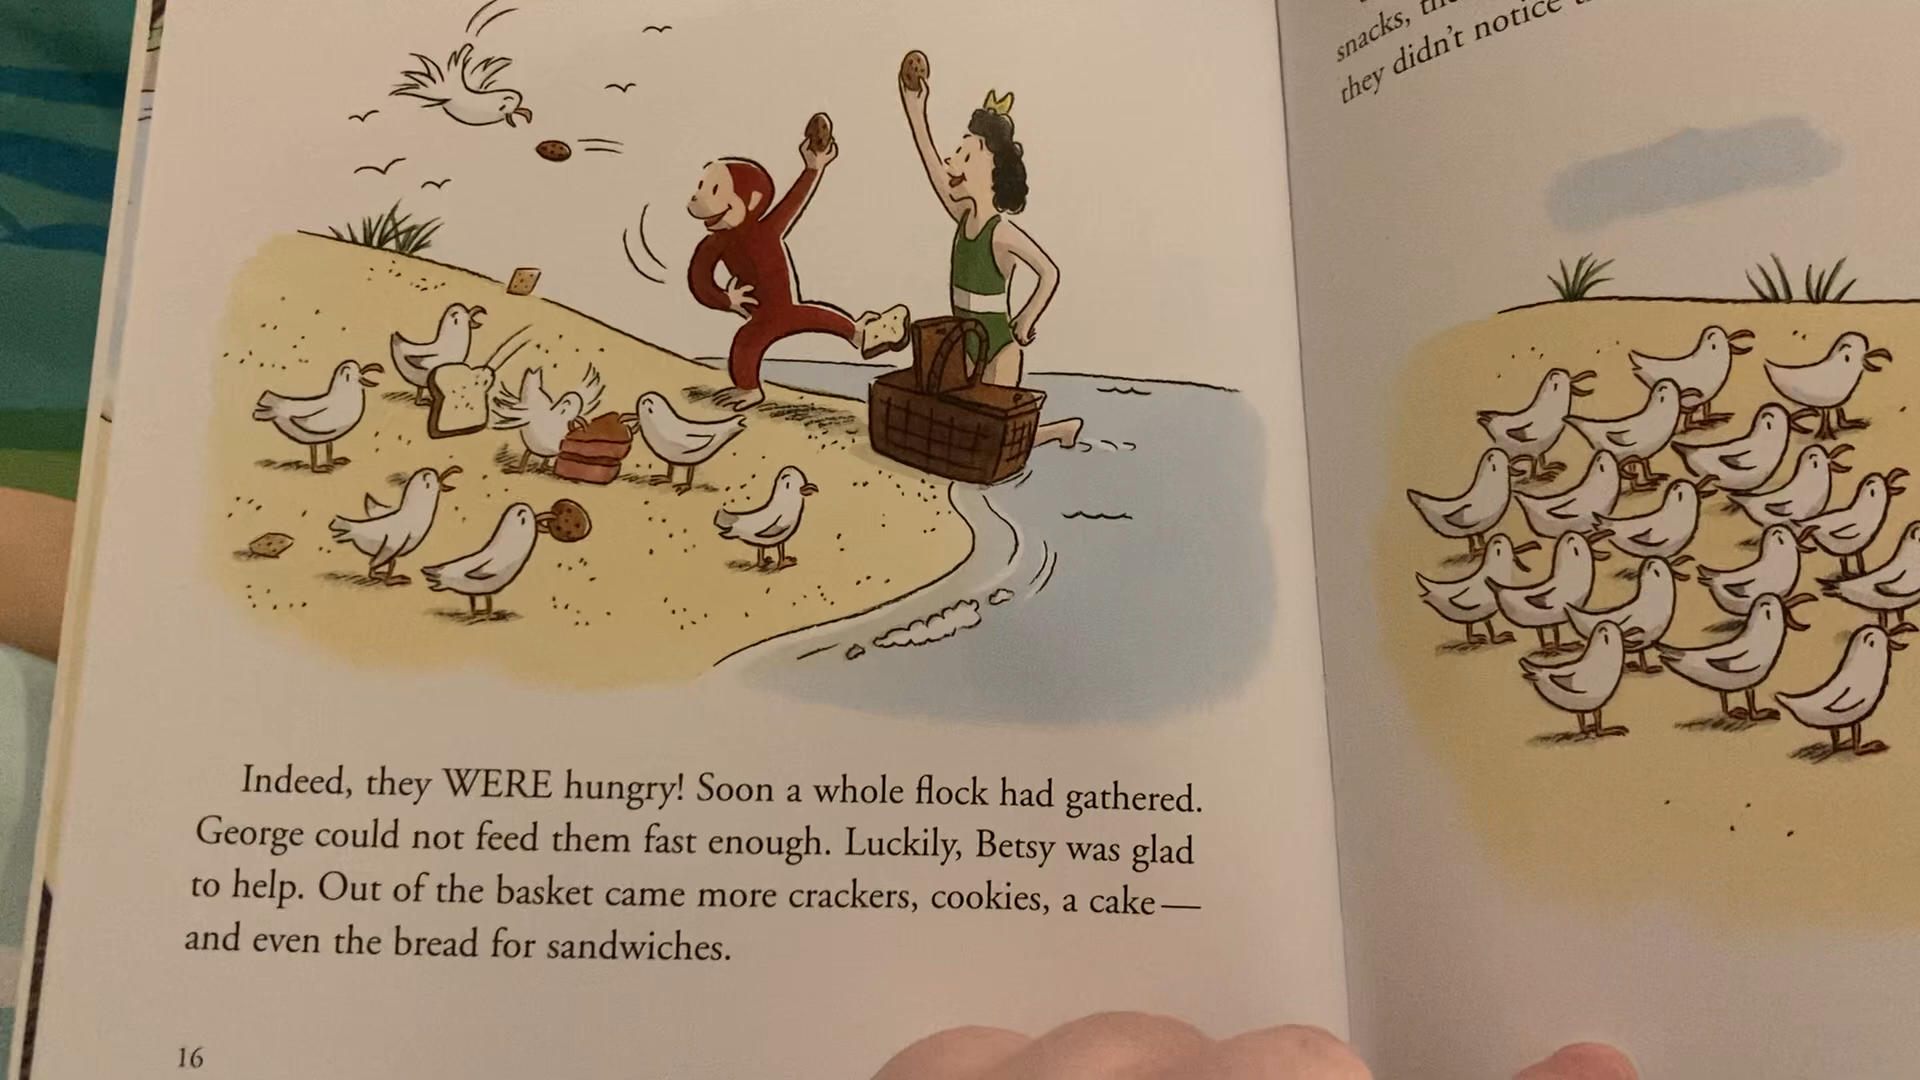 Indeed, they WERE hungry! Soon a whole flock had gathered.
George could not feed them fast enough. Luckily, Betsy was glad
to help. Out of the basket came more crackers, cookies, a cake—
and even the bread for sandwiches.
16
snacks,
they didn't notice